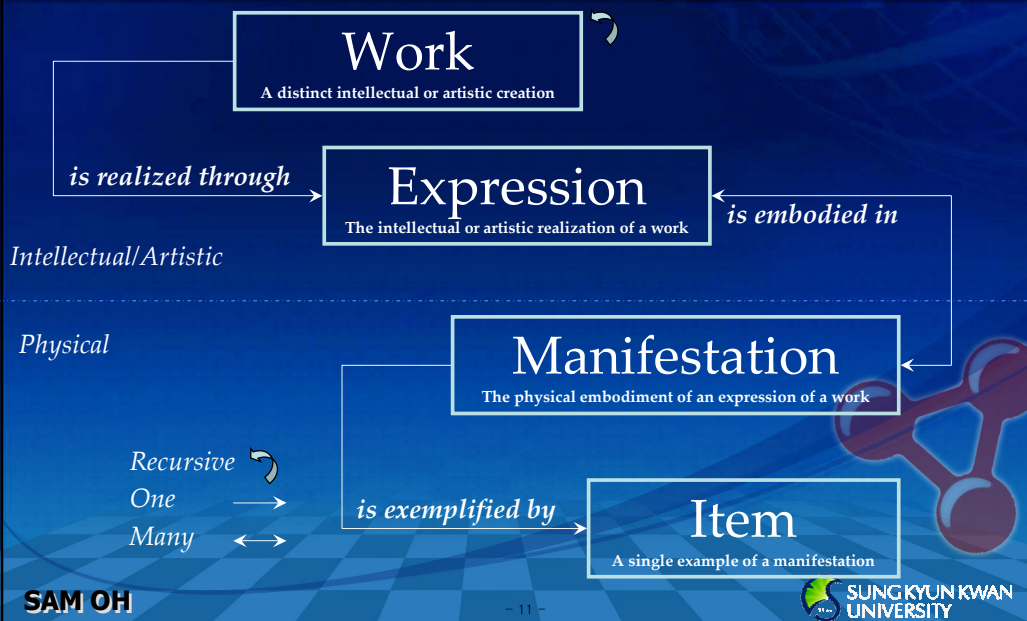 Work
A distinct intellectual or artistic creation
is realized through
Expression
The intellectual or artistic realization of a work
is embodied in
Intellectual/Artistic
Physical
Manifestation
The physical embodiment of an expression of a work
Recursive
One
Many
is exemplified by
Item
A single example of a manifestation
SAM OH
- 11 -
SUNG KYUN KWAN
UNIVERSITY